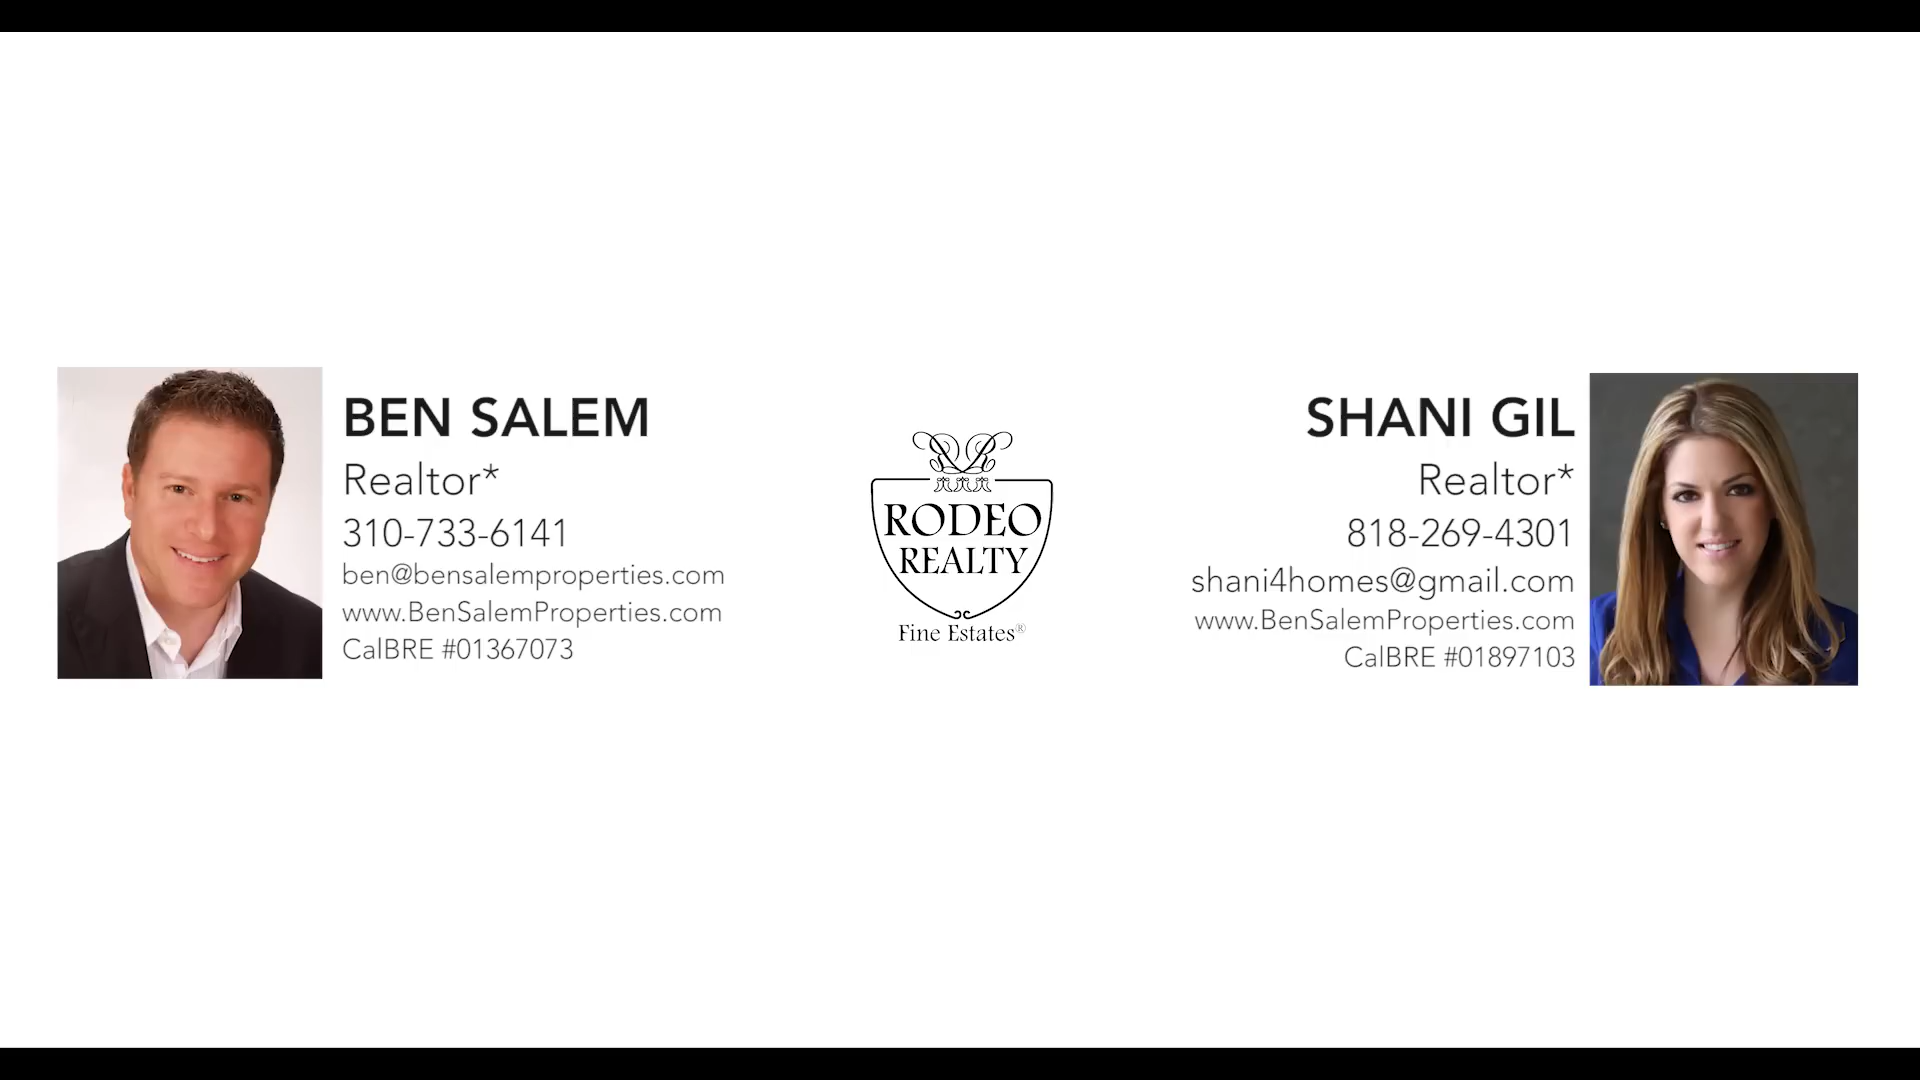 BEN SALEM
Realtor*
310-733-6141
ben@bensalemproperties.com
www.BenSalemProperties.com
CalBRE #01367073
RR
RODEO
REALTY
Fine Estates®
SHANI GIL
Realtor*
818-269-4301
shani4homes@gmail.com
www.BenSalemProperties.com
CalBRE #01897103